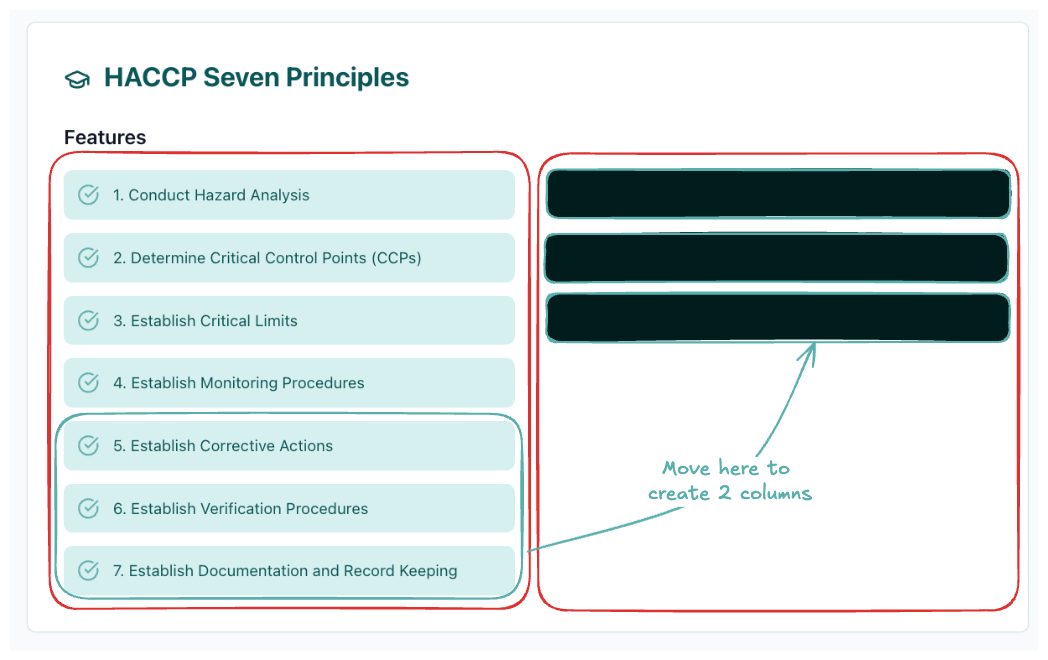 HACCP Seven Principles
Features
1. Conduct Hazard Analysis
2. Determine Critical Control Points (CCPs)
3. Establish Critical Limits
4. Establish Monitoring Procedures
5. Establish Corrective Actions
6. Establish Verification Procedures
7. Establish Documentation and Record Keeping
Move here to
create 2 columns